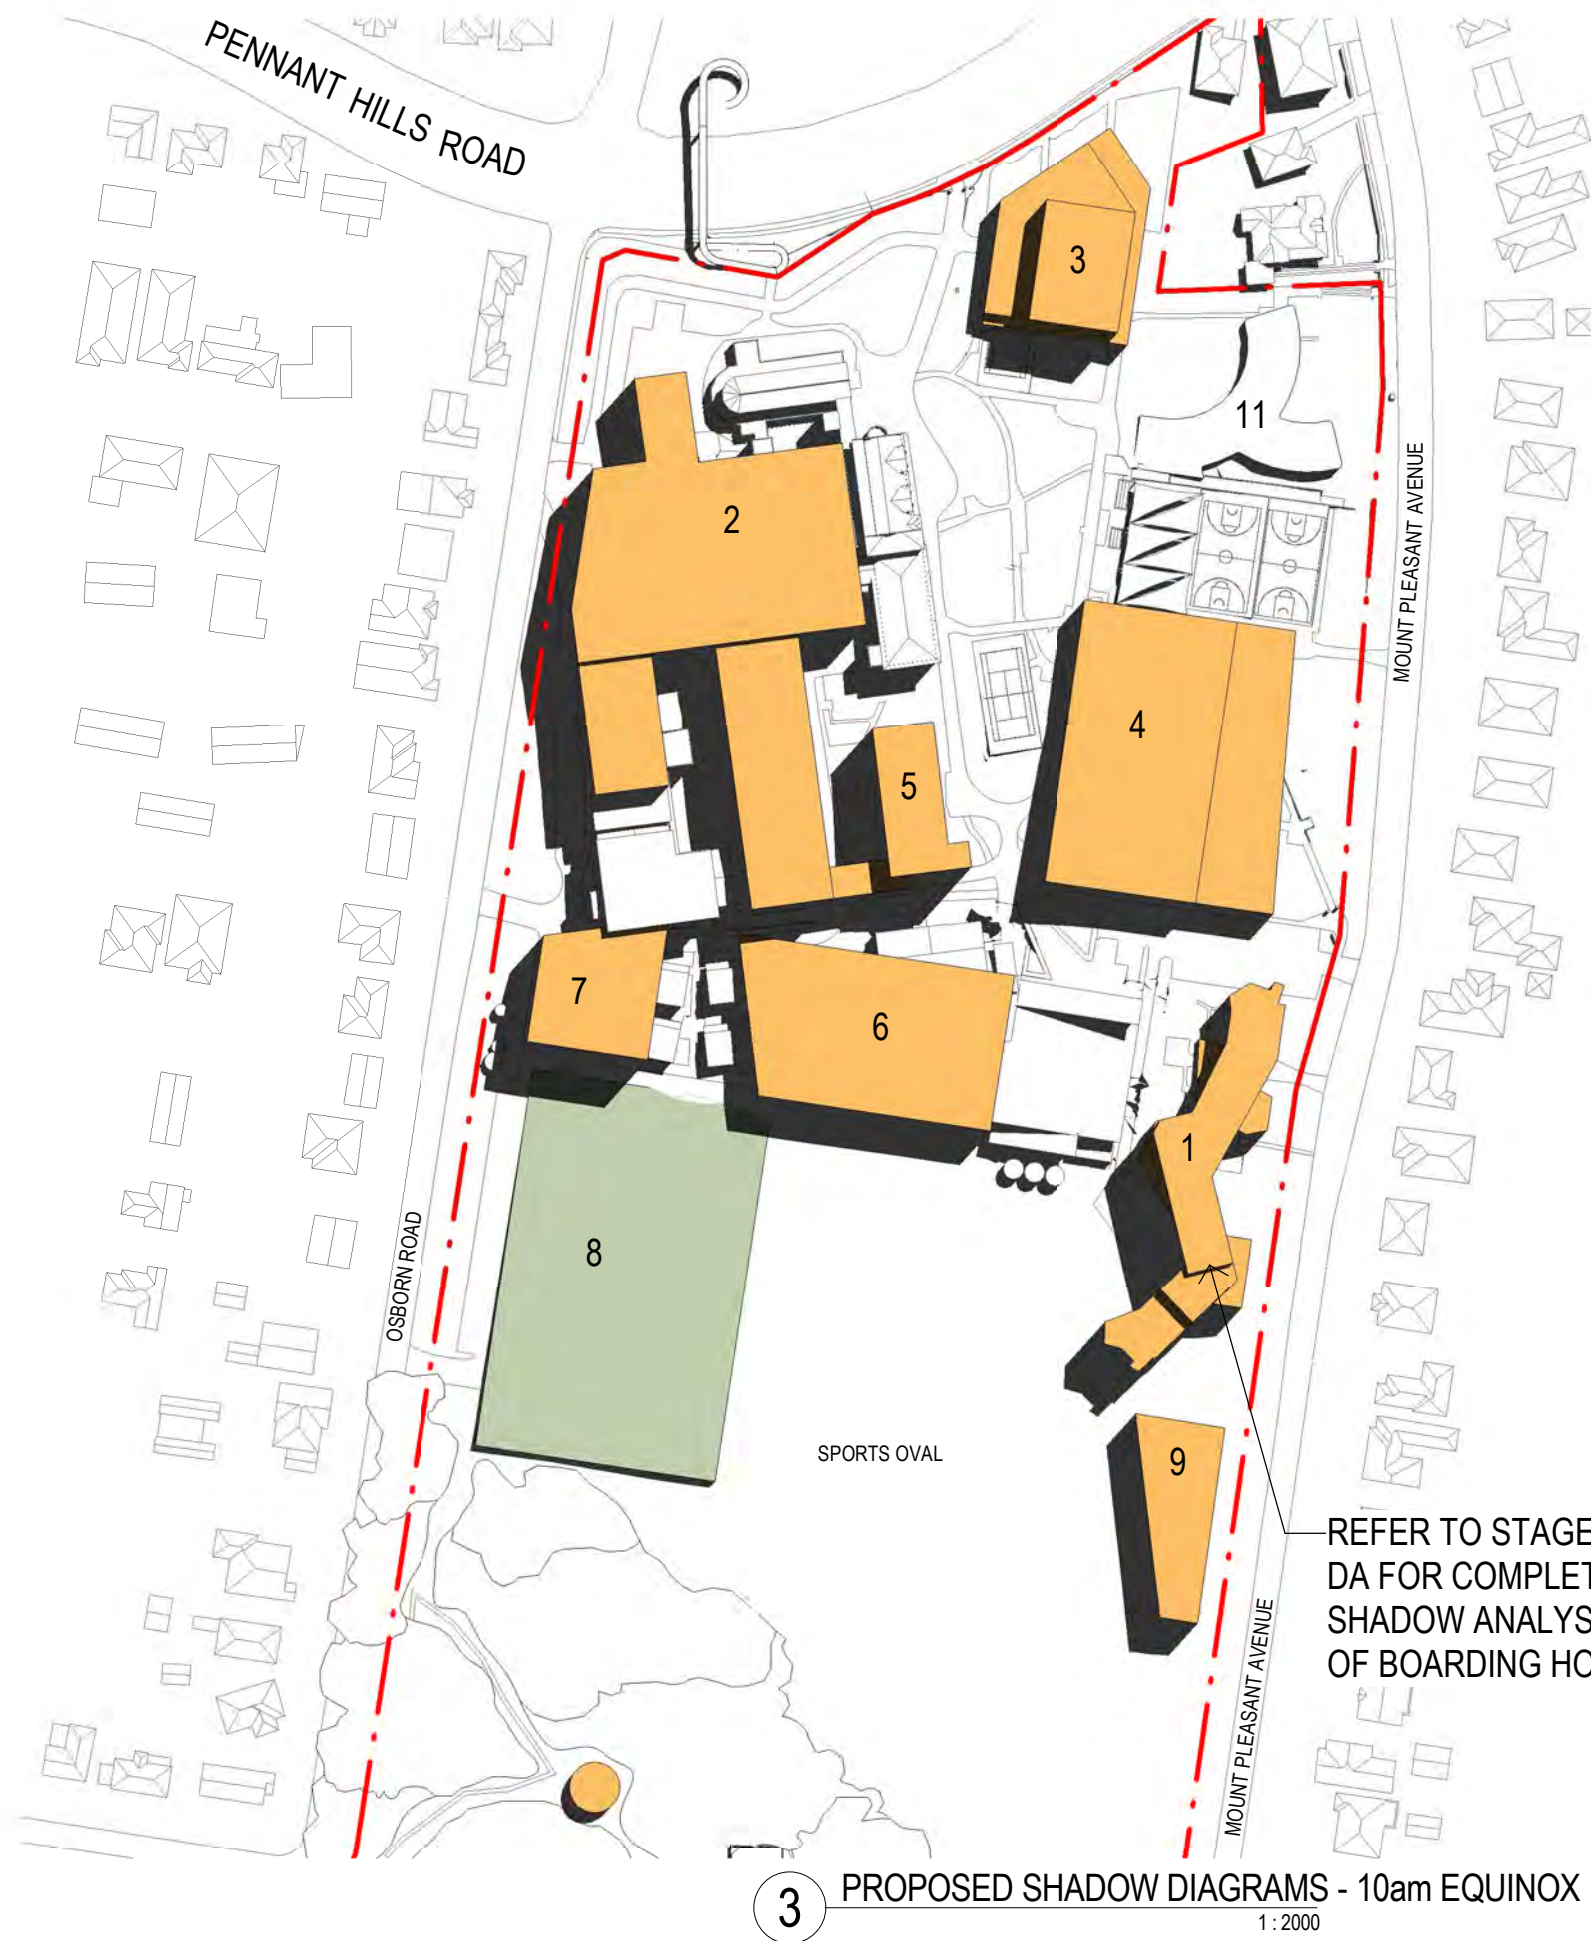 PENNANT HILLS ROAD
3
11
2
MOUNT PLEASANT AVENUE
4
5
7
6
1
8
OSBORN ROAD
SPORTS OVAL
9
REFER TO STAGE
DA FOR COMPLET
SHADOW ANALYS
OF BOARDING HO
MOUNT PLEASANT AVENUE
3
PROPOSED SHADOW DIAGRAMS - 10am EQUINOX
1 : 2000